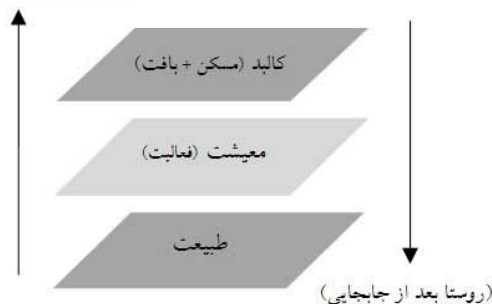 کالبد (مسکن + بافت)
معیشت (فعالیت)
طبیعت
(روستا بعد از جابجایی)